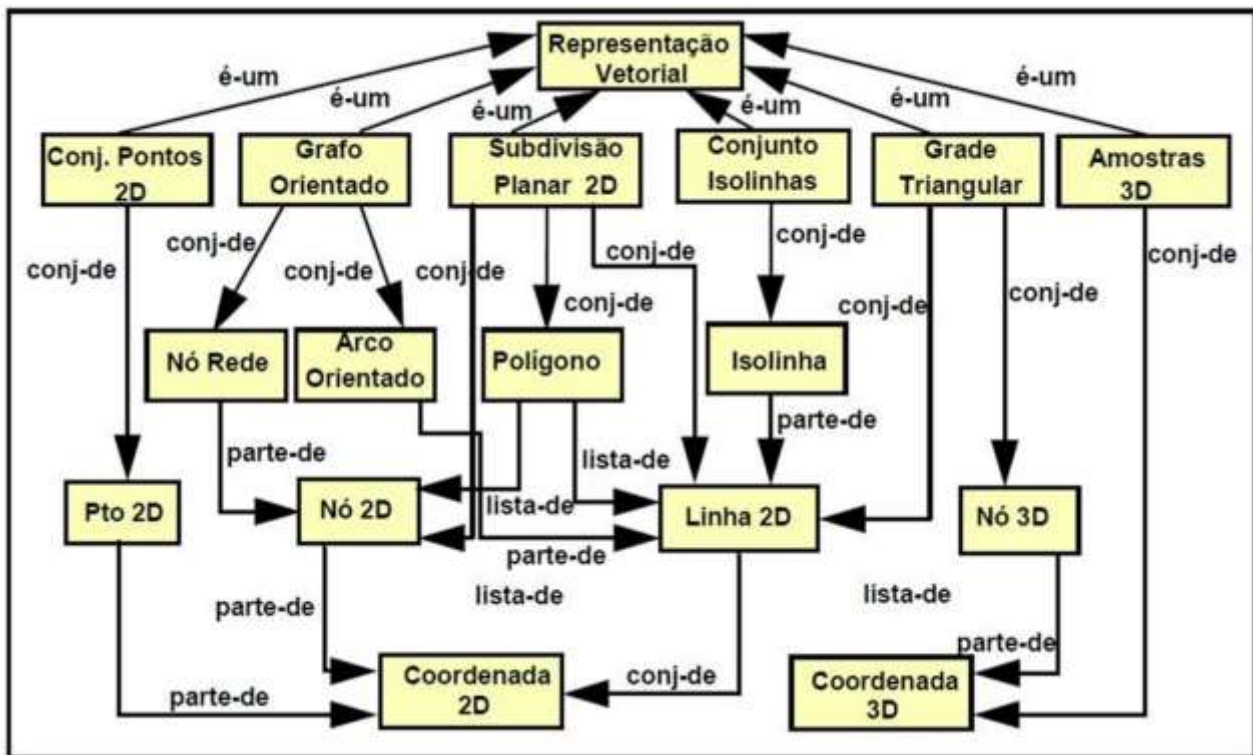 Representação
Vetorial
é-um
é-um
é-um
é-um
é-um
é-um
Conj. Pontos
2D
Grafo
Orientado
Subdivisão
Planar 2D
Conjunto
Isolinhas
Grade
Triangular
Amostras
3D
conj-de
conj-de
conj-de
conj-de
conj-de
conj-de
conj-de
conj-de
conj-de
conj-de
Nó Rede
Arco
Orientado
Polígono
Isolinha
parte-de
lista-de
parte-de
Pto 2D
Nó 2D
lista-de
Linha 2D
Nó 3D
parte-de
parte-de
lista-de
lista-de
parte-de
Coordenada
2D
conj-de
Coordenada
3D
parte-de